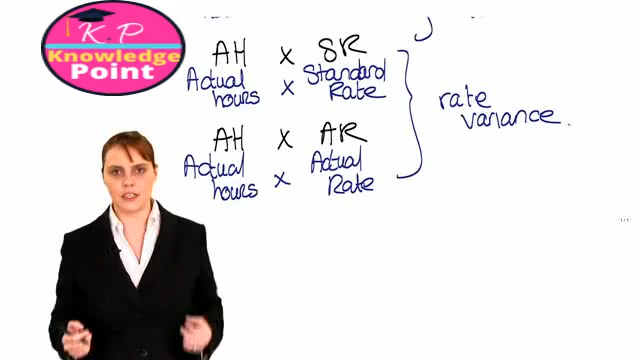 K.P
Knowledge
Point
AH x SR
Actual hours x Standard Rate
AH x AR
Actual hours x Actual Rate
rate
variance.